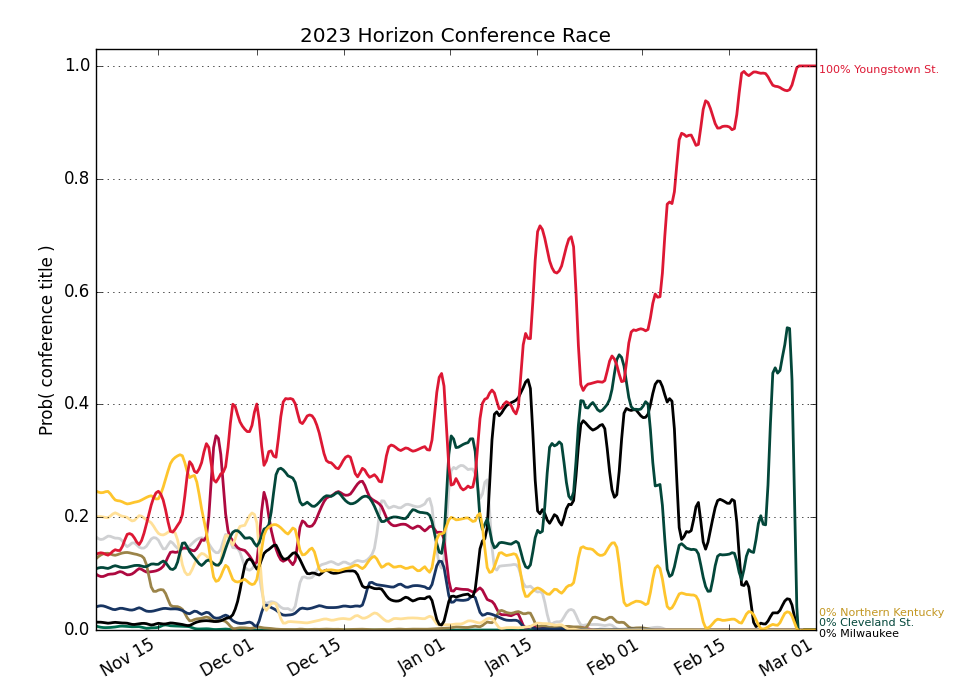 2023 Horizon Conference Race
Prob( conference title )
1.0
0.8
0.6
0.4
0.2
0.0
Nov 15
Dec 01
Dec 15
Jan 01
Jan 15
Feb 01
Feb 15
Mar 01
100% Youngstown St.
0% Northern Kentucky
0% Cleveland St.
0% Milwaukee